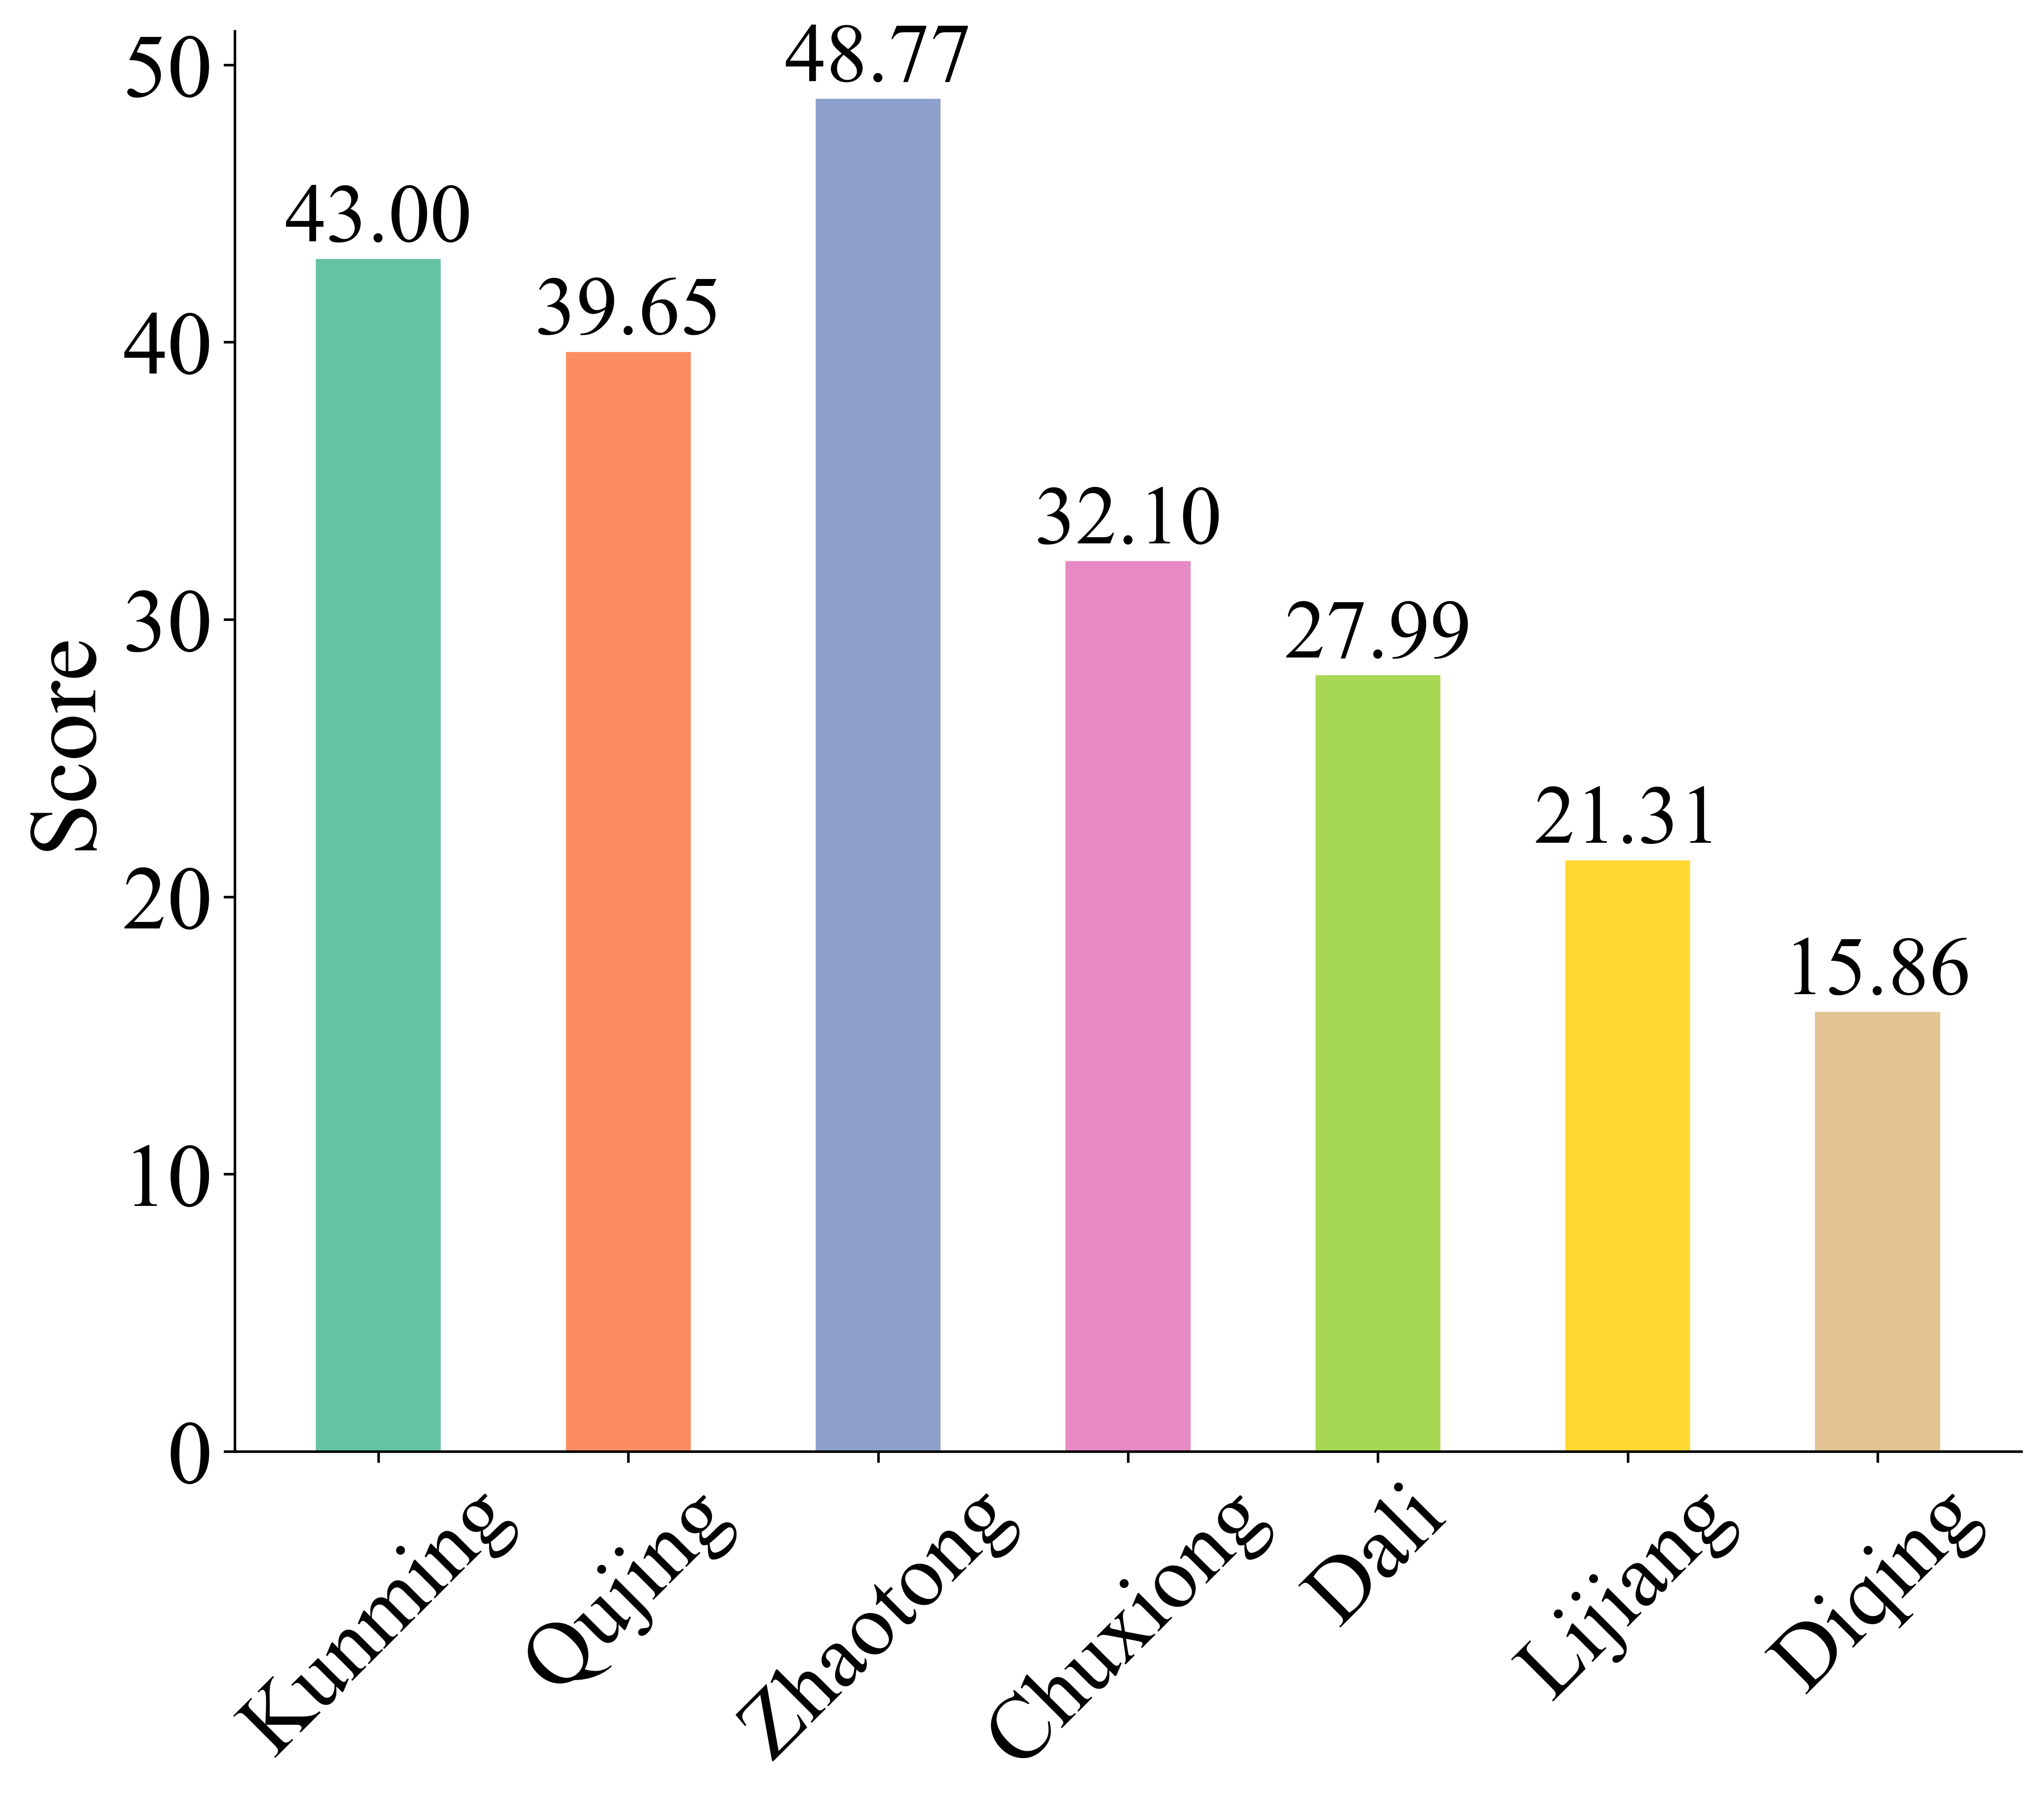 Score
50
40
30
20
10
0
43.00
39.65
48.77
32.10
27.99
21.31
15.86
Kunming
Qujing
Zhaotong
Chuxiong
Dali
Lijiang
Diqing